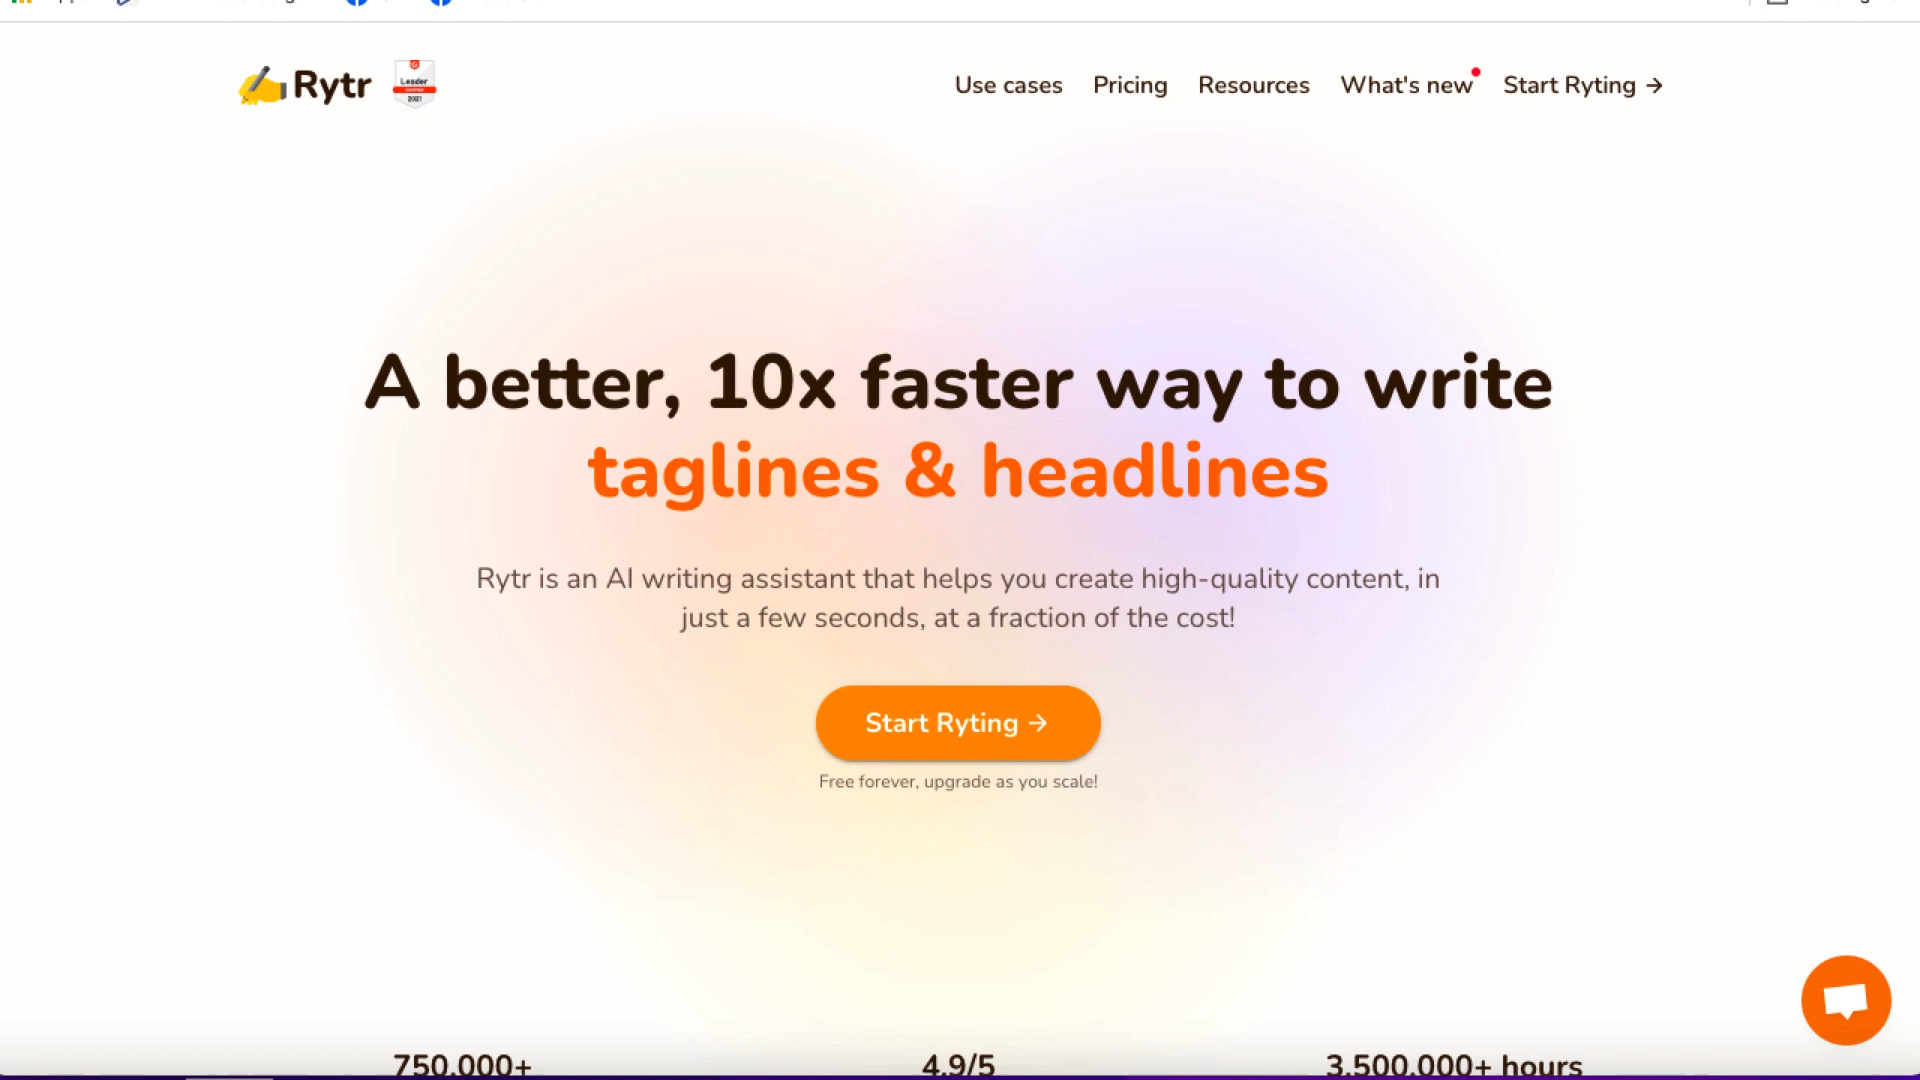 Rytr
Leader
2021
Use cases
Pricing
Resources
What's new
Start Ryting →
A better, 10x faster way to write
taglines & headlines
Rytr is an AI writing assistant that helps you create high-quality content, in
just a few seconds, at a fraction of the cost!
Start Ryting →
Free forever, upgrade as you scale!
750,000+
4.9/5
3,500,000+ hours